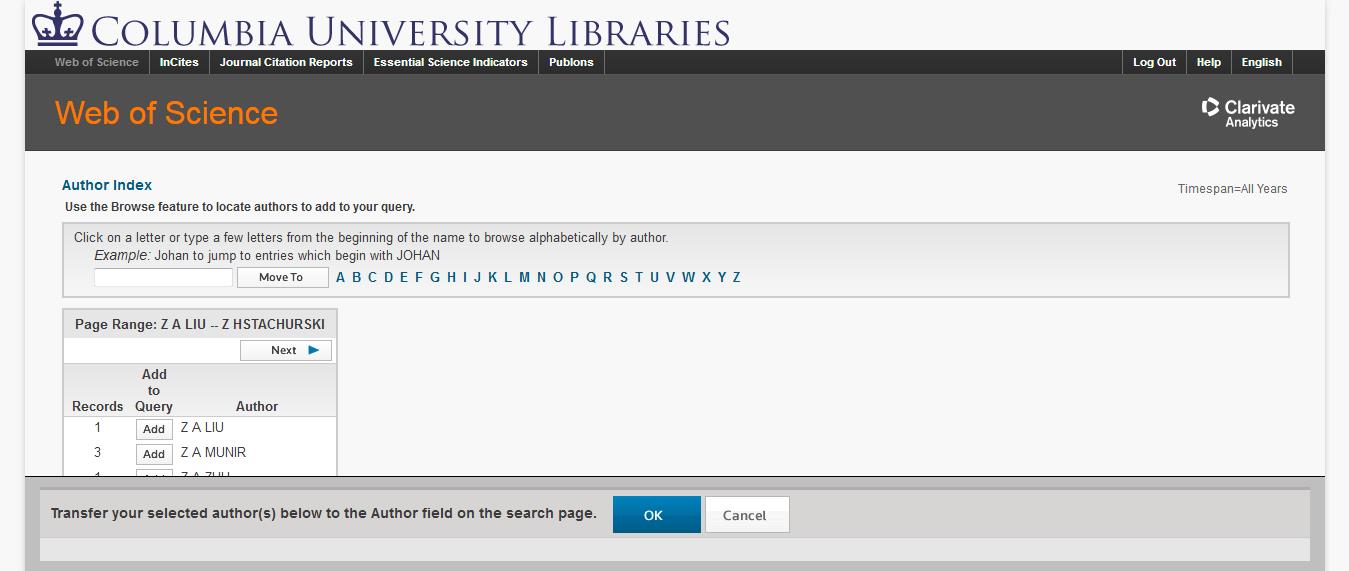 COLUMBIA UNIVERSITY LIBRARIES
Web of Science InCites Journal Citation Reports Essential Science Indicators Publons Log Out Help English
Web of Science
Clarivate
Analytics
Author Index
Timespan=All Years
Use the Browse feature to locate authors to add to your query.
Click on a letter or type a few letters from the beginning of the name to browse alphabetically by author.
Example: Johan to jump to entries which begin with JOHAN
Move To A B C D E F G H I J K L M N O P Q R S T U V W X Y Z
Page Range: Z A LIU -- Z HSTACHURSKI
Next
Add
to
Records Query Author
1 Add Z A LIU
3 Add Z A MUNIR
Transfer your selected author(s) below to the Author field on the search page. OK Cancel